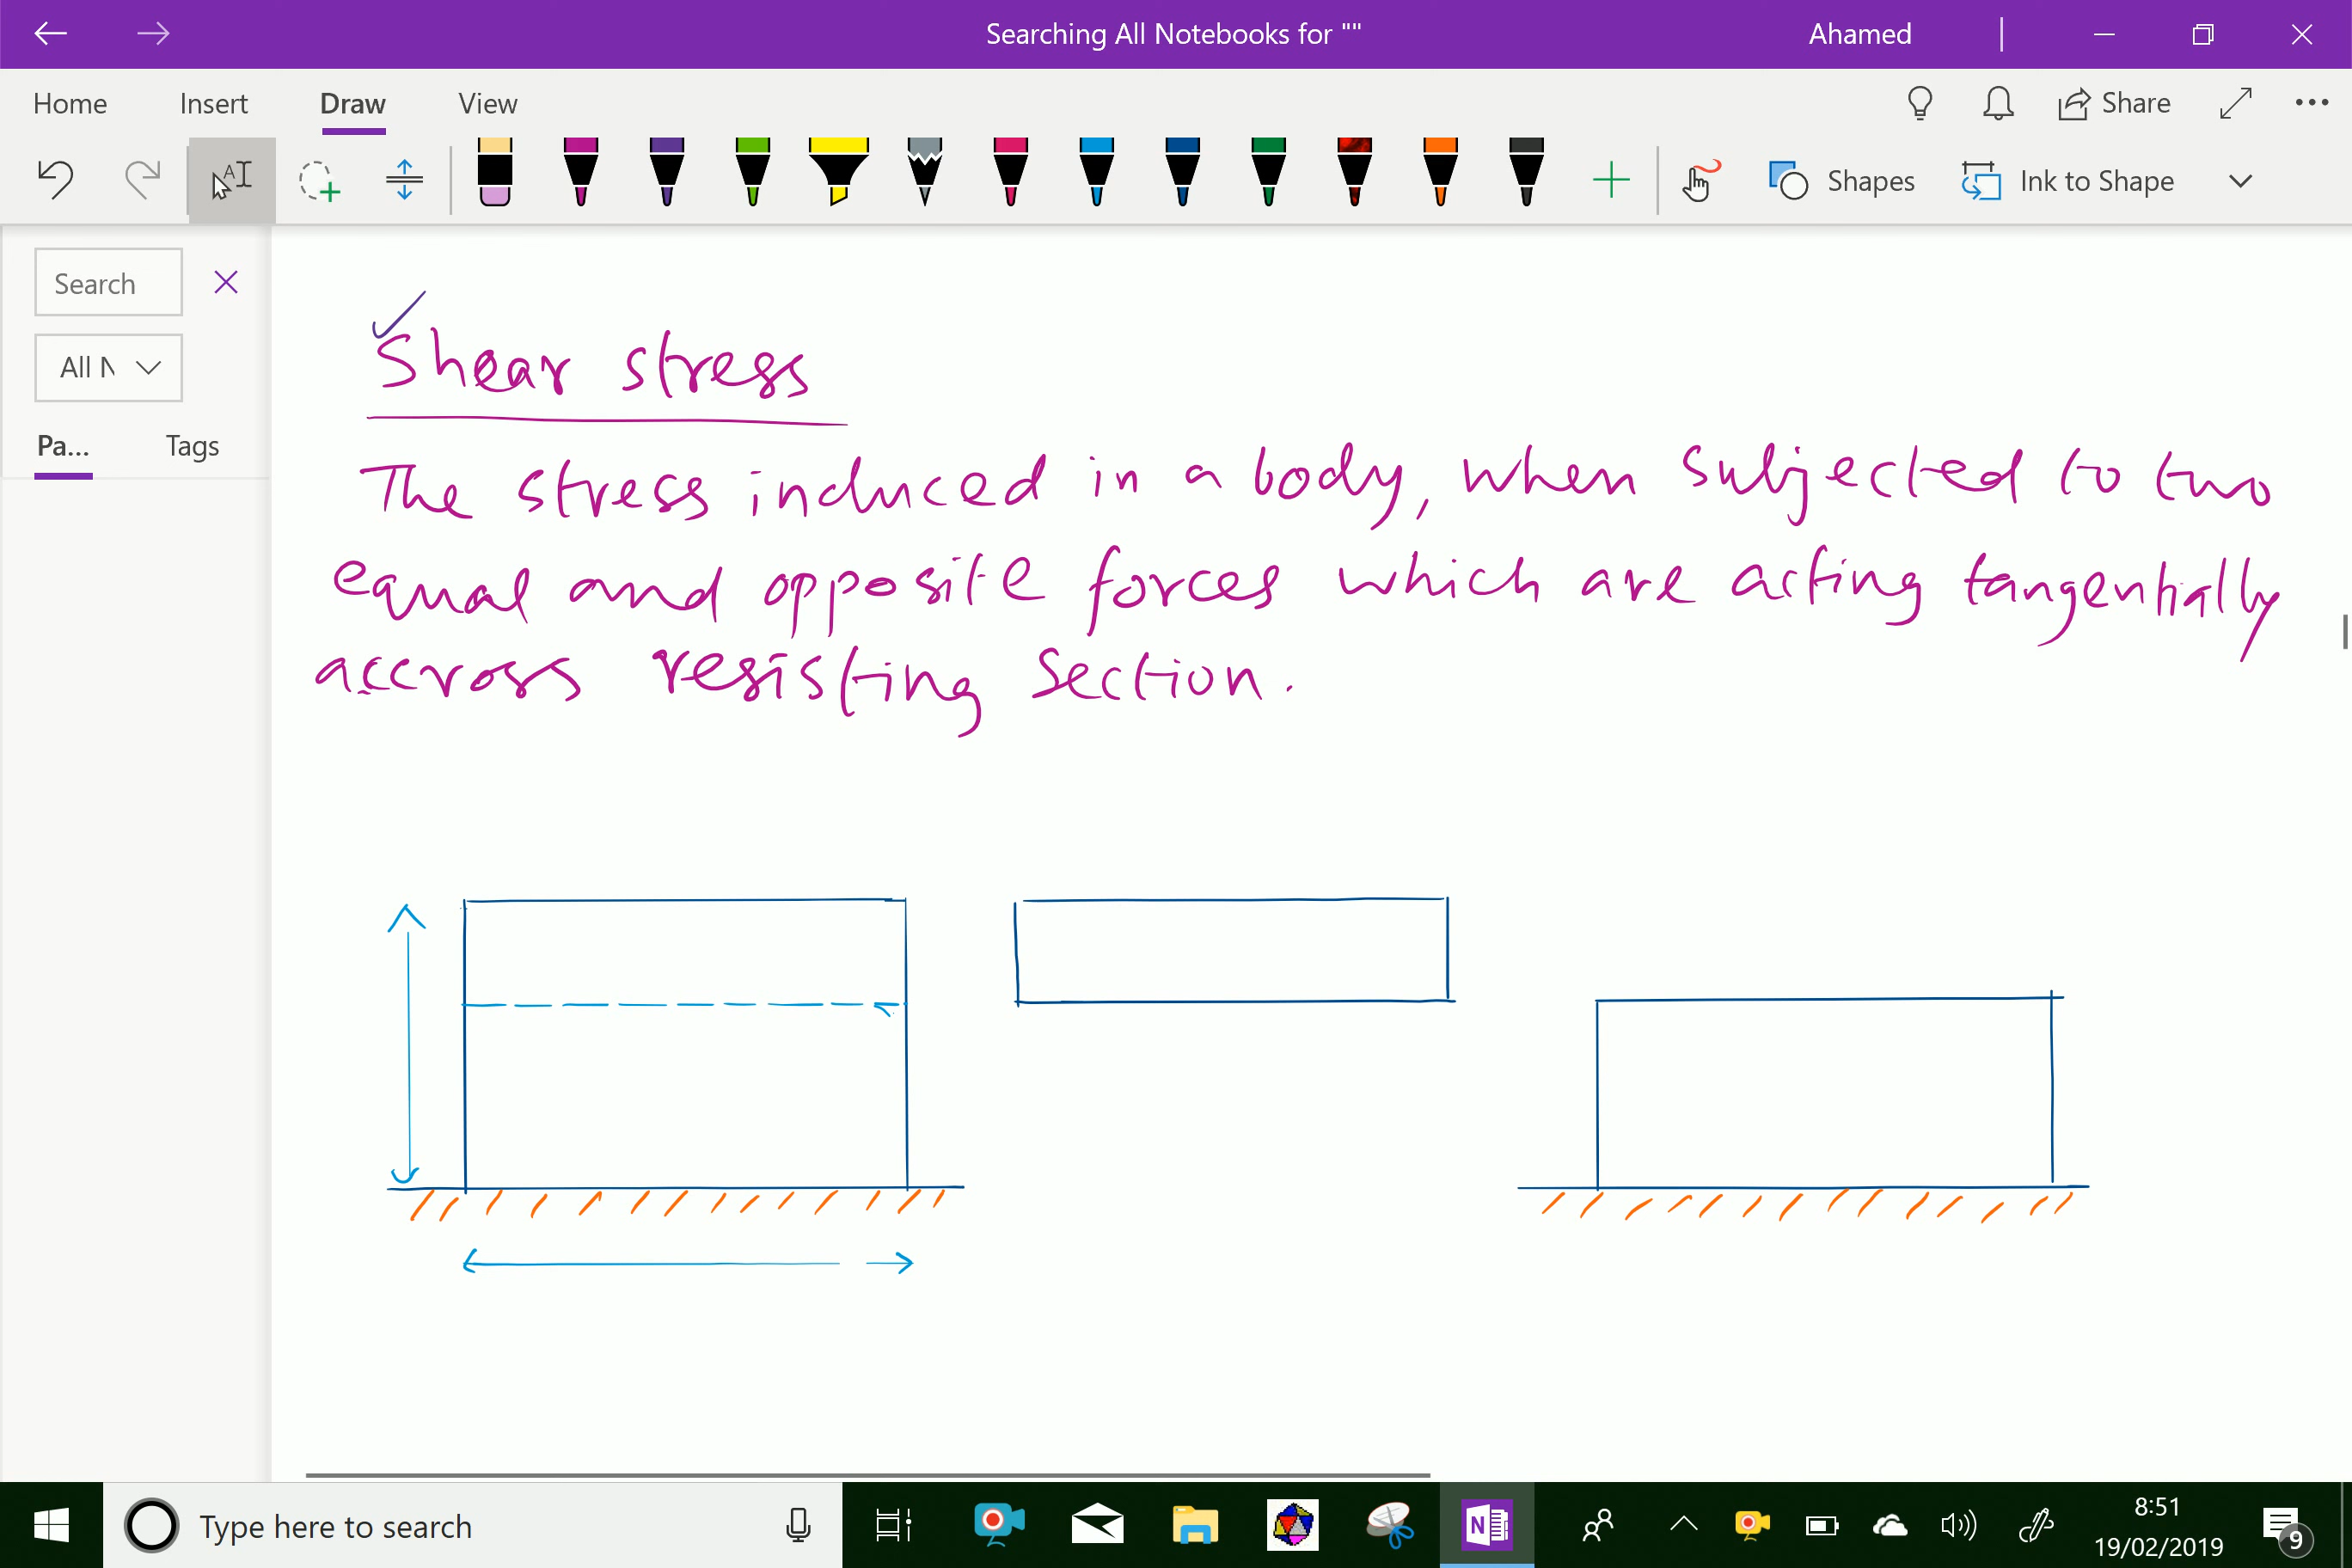 Searching All Notebooks for ""
Ahamed
Home Insert Draw View
Share
Shapes Ink to Shape
Search
All N
Pa... Tags
Shear stress
The stress induced in a body, when subjected to two
equal and opposite forces which are acting tangentially
accross resisting section.
Type here to search
8:51
19/02/2019
9